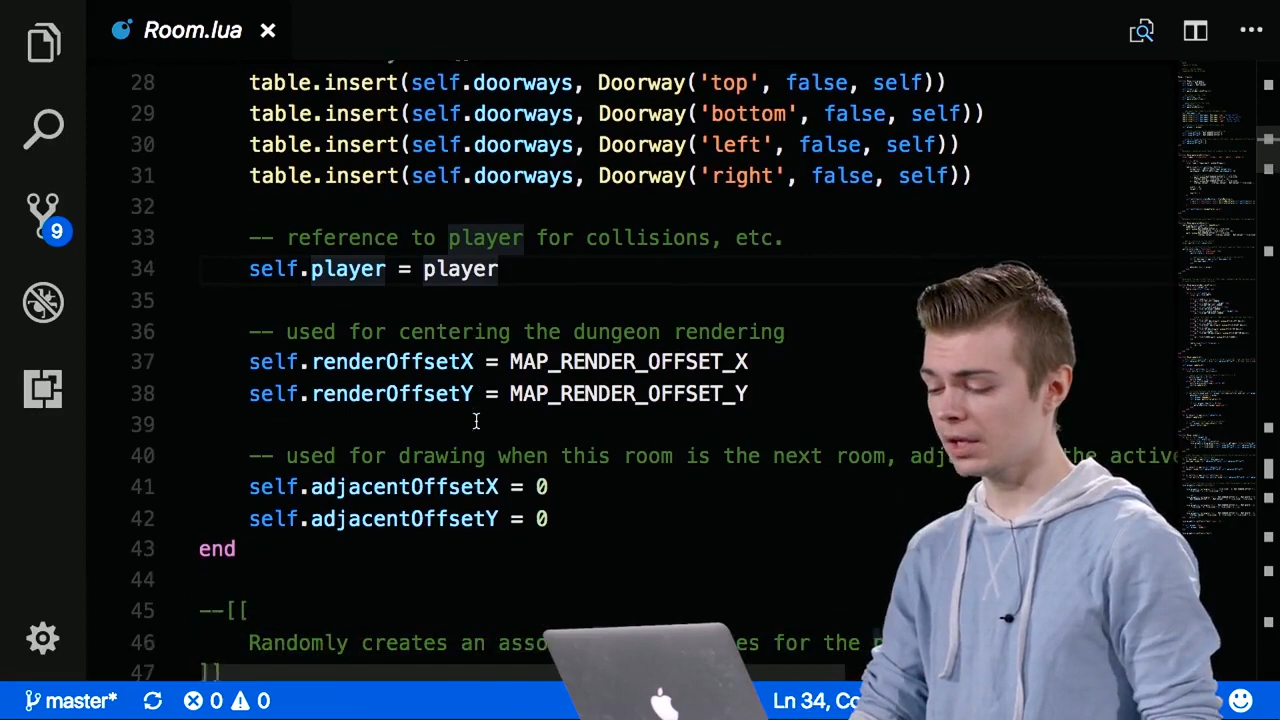 Room.lua
28 table.insert(self.doorways, Doorway('top', false, self))
29 table.insert(self.doorways, Doorway('bottom', false, self))
30 table.insert(self.doorways, Doorway('left', false, self))
31 table.insert(self.doorways, Doorway('right', false, self))
32
33 -- reference to player for collisions, etc.
34 self.player = player
35
36 -- used for centering the dungeon rendering
37 self.renderOffsetX = MAP_RENDER_OFFSET_X
38 self.renderOffsetY = MAP_RENDER_OFFSET_Y
39
40 -- used for drawing when this room is the next room, the active
41 self.adjacentOffsetX = 0
42 self.adjacentOffsetY = 0
43 end
44
45 --[[
46 Randomly creates an for the
47 ]]
9
master* 0 0 Ln 34,